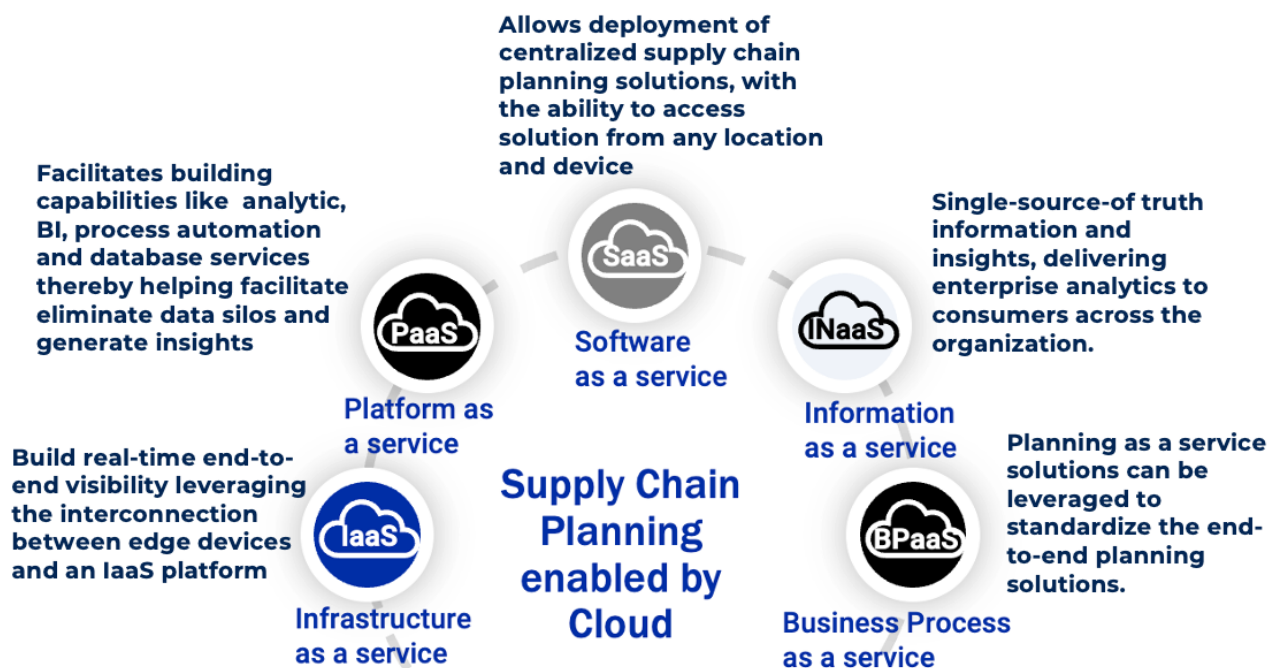 Allows deployment of
centralized supply chain
planning solutions, with
the ability to access
solution from any location
and device
SaaS
Software
as a service
Facilitates building
capabilities like analytic,
BI, process automation
and database services
thereby helping facilitate
eliminate data silos and
generate insights
PaaS
Platform as
a service
Single-source-of truth
information and
insights, delivering
enterprise analytics to
consumers across the
organization.
INaaS
Information
as a service
Build real-time end-to-
end visibility leveraging
the interconnection
between edge devices
and an IaaS platform
IaaS
Infrastructure
as a service
Supply Chain
Planning
enabled by
Cloud
Planning as a service
solutions can be
leveraged to
standardize the end-
to-end planning
solutions.
BPaaS
Business Process
as a service